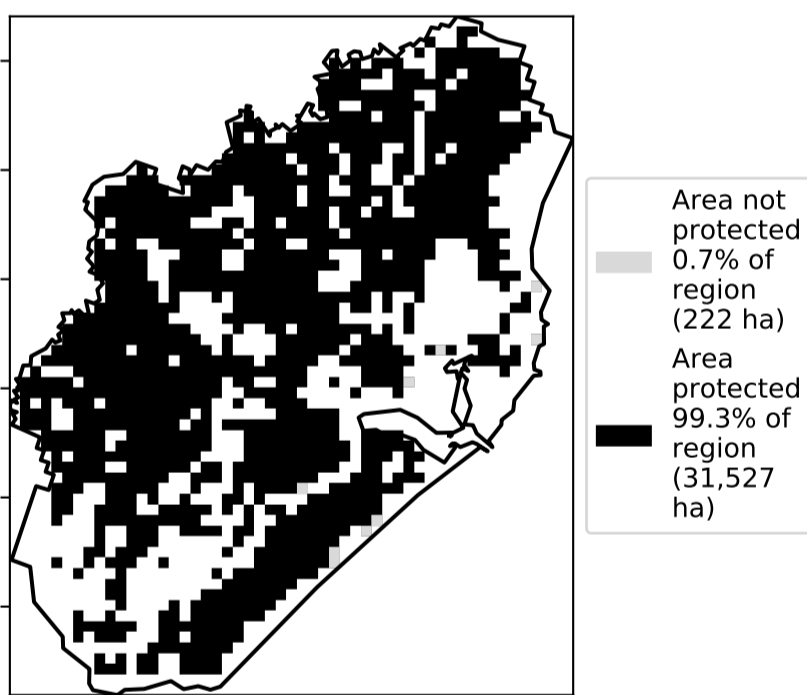 Area not
protected
0.7% of
region
(222 ha)
Area
protected
99.3% of
region
(31,527
ha)